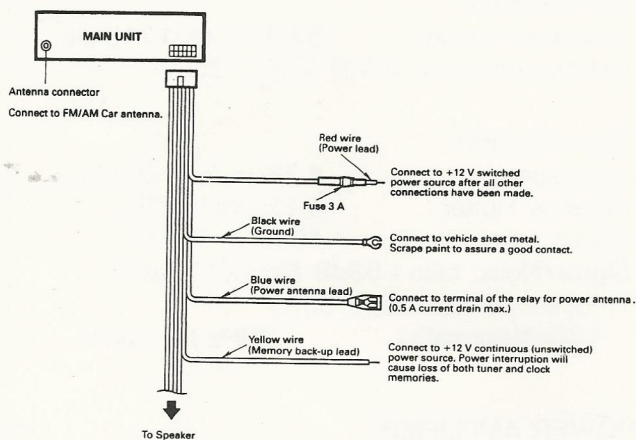 MAIN UNIT
Antenna connector
Connect to FM/AM Car antenna.
Red wire
(Power lead)
Connect to +12 V switched
power source after all other
connections have been made.
Fuse 3 A
Black wire
(Ground)
Connect to vehicle sheet metal.
Scrape paint to assure a good contact.
Blue wire
(Power antenna lead)
Connect to terminal of the relay for power antenna.
(0.5 A current drain max.)
Yellow wire
(Memory back-up lead)
Connect to +12 V continuous (unswitched)
power source. Power interruption will
cause loss of both tuner and clock
memories.
To Speaker